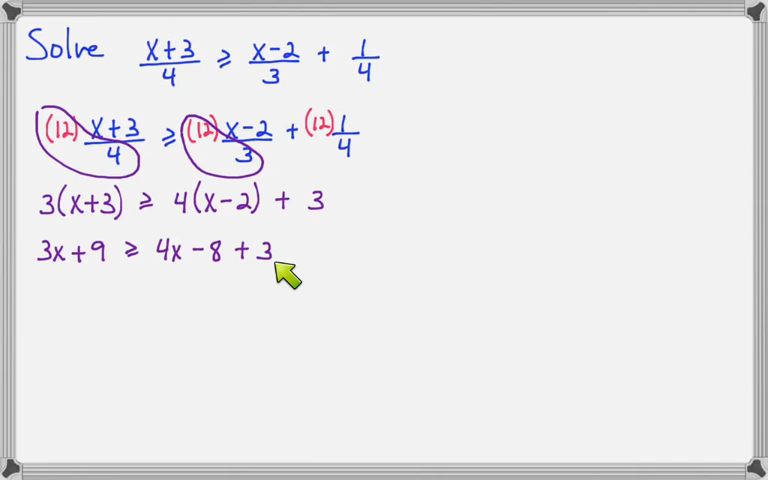 Solve (x+3)/4 ≥ (x-2)/3 + 1/4
(12) (x+3)/4 ≥ (12) (x-2)/3 + (12) 1/4
3(x+3) ≥ 4(x-2) + 3
3x+9 ≥ 4x-8+3